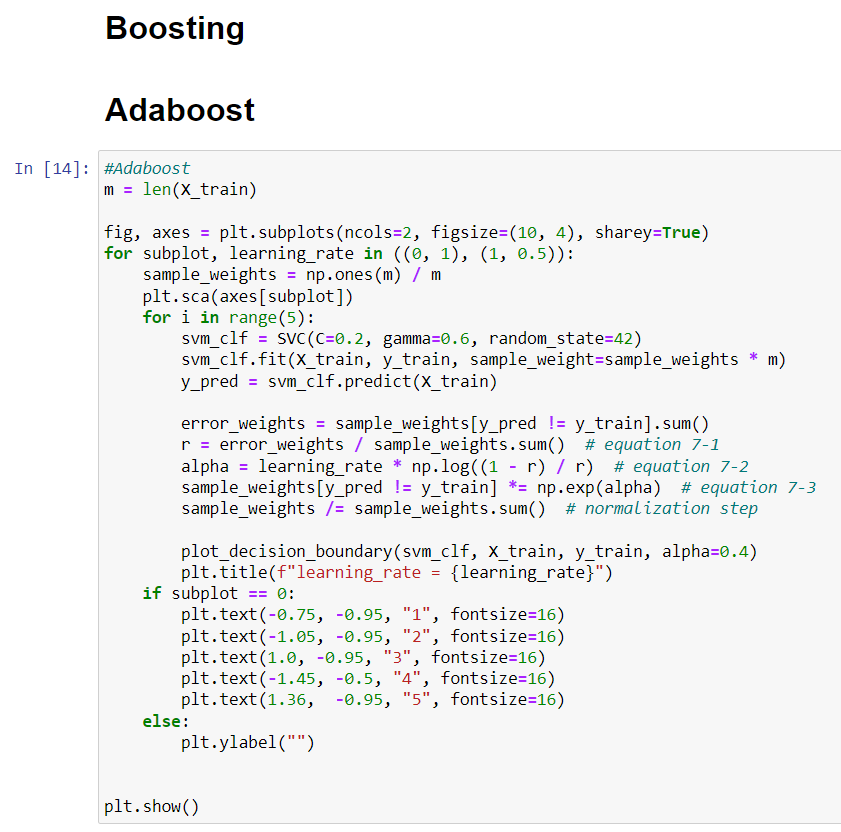 Boosting
Adaboost
In [14]:
#Adaboost
m = len(X_train)

fig, axes = plt.subplots(ncols=2, figsize=(10, 4), sharey=True)
for subplot, learning_rate in ((0, 1), (1, 0.5)):
    sample_weights = np.ones(m) / m
    plt.sca(axes[subplot])
    for i in range(5):
        svm_clf = SVC(C=0.2, gamma=0.6, random_state=42)
        svm_clf.fit(X_train, y_train, sample_weight=sample_weights * m)
        y_pred = svm_clf.predict(X_train)

        error_weights = sample_weights[y_pred != y_train].sum()
        r = error_weights / sample_weights.sum()  # equation 7-1
        alpha = learning_rate * np.log((1 - r) / r)  # equation 7-2
        sample_weights[y_pred != y_train] *= np.exp(alpha)  # equation 7-3
        sample_weights /= sample_weights.sum()  # normalization step

        plot_decision_boundary(svm_clf, X_train, y_train, alpha=0.4)
        plt.title(f"learning_rate = {learning_rate}")
    if subplot == 0:
        plt.text(-0.75, -0.95, "1", fontsize=16)
        plt.text(-1.05, -0.95, "2", fontsize=16)
        plt.text(1.0, -0.95, "3", fontsize=16)
        plt.text(-1.45, -0.5, "4", fontsize=16)
        plt.text(1.36,  -0.95, "5", fontsize=16)
    else:
        plt.ylabel("")


plt.show()